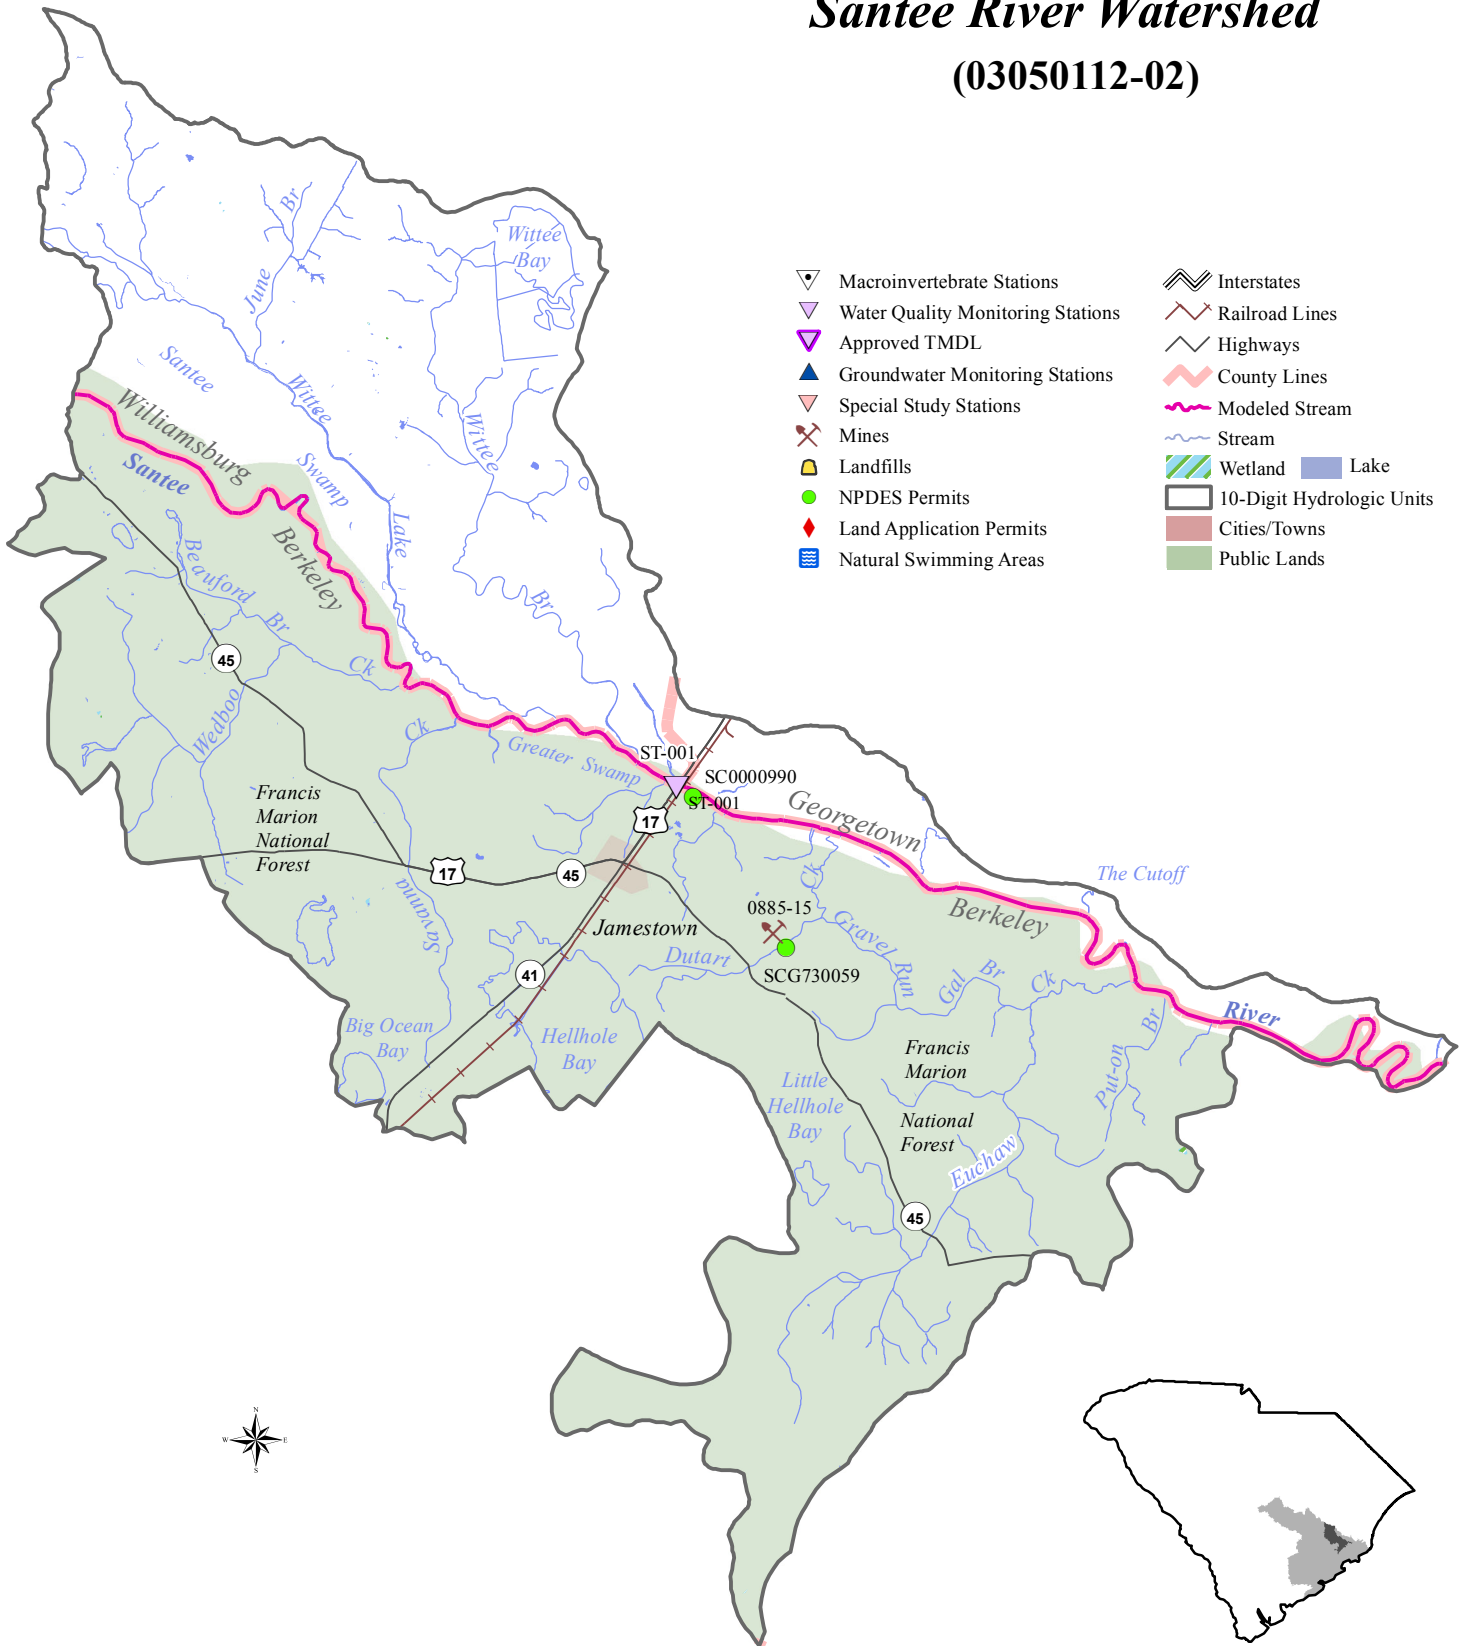 Santee River Watershed
(03050112-02)
Macroinvertebrate Stations
Water Quality Monitoring Stations
Approved TMDL
Groundwater Monitoring Stations
Special Study Stations
Mines
Landfills
NPDES Permits
Land Application Permits
Natural Swimming Areas
Interstates
Railroad Lines
Highways
County Lines
Modeled Stream
Stream
Wetland
Lake
10-Digit Hydrologic Units
Cities/Towns
Public Lands
June Br
Wittee
Bay
Santee
Wittee
Swamp
Lake
Wittee
Br
Williamsburg
Santee
Berkeley
Beauford
Br
Ck
45
Wedboo
Ck
Greater Swamp
ST-001
SC0000990
ST-001
17
Georgetown
Francis
Marion
National
Forest
17
45
Savanna
Jamestown
41
Big Ocean
Bay
Hellhole
Bay
0885-15
SCG730059
Dutart
Ck
Gravel
Run
Gal
Br
Ck
Berkeley
The Cutoff
River
Put-on
Br
Francis
Marion
National
Forest
Little
Hellhole
Bay
Euchaw
45
N
W
E
S